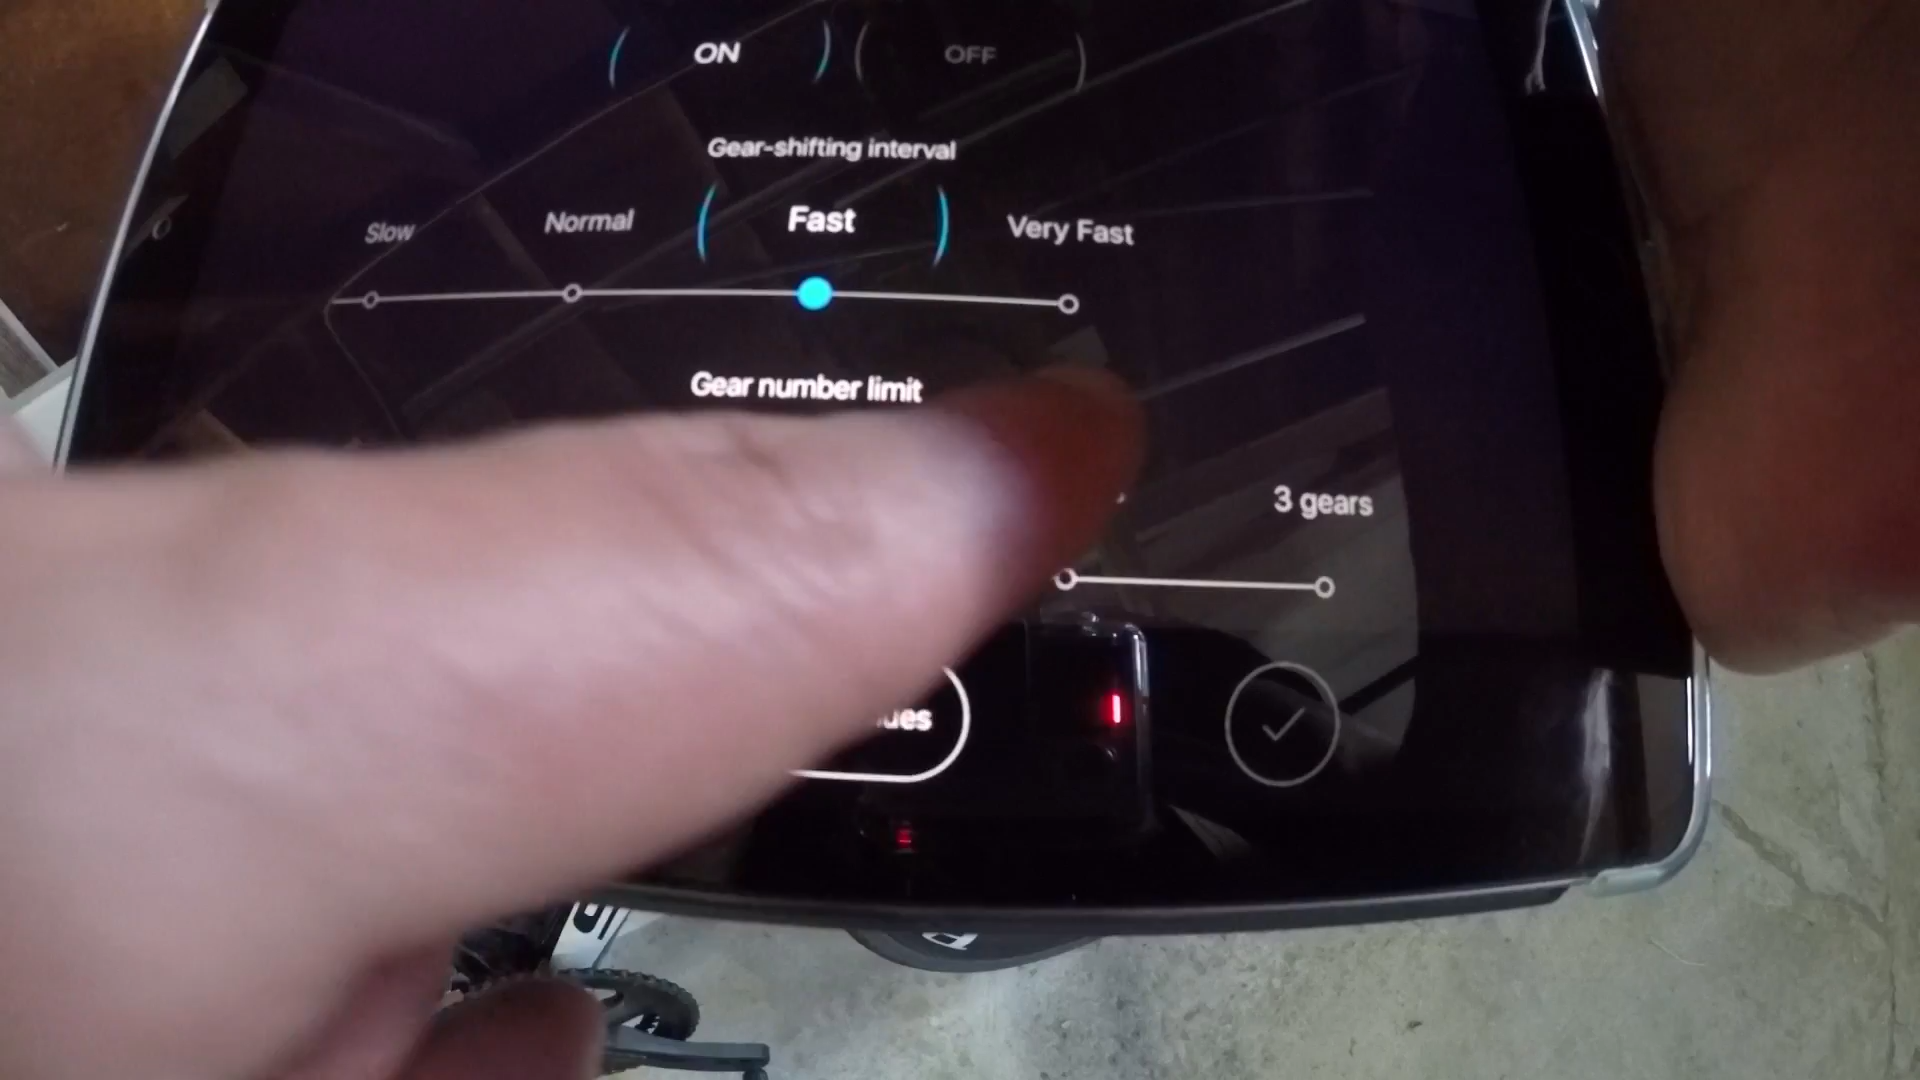 ON OFF
Gear-shifting interval
Slow Normal Fast Very Fast
Gear number limit
3 gears